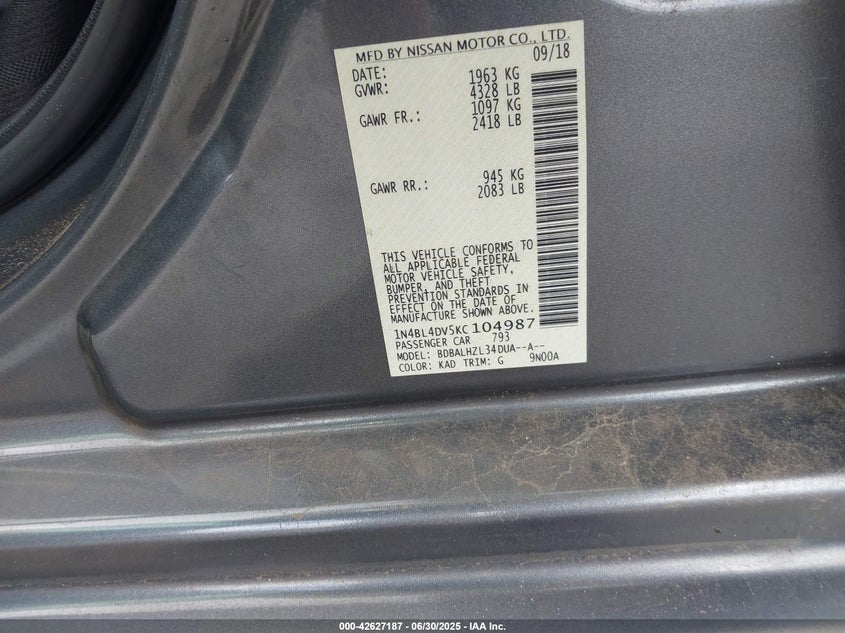 MFD BY NISSAN MOTOR CO., LTD.
DATE: 09/18
GVWR: 1963 KG
4328 LB
GAWR FR.: 1097 KG
2418 LB
GAWR RR.: 945 KG
2083 LB
THIS VEHICLE CONFORMS TO
ALL APPLICABLE FEDERAL
MOTOR VEHICLE SAFETY,
BUMPER, AND THEFT
PREVENTION STANDARDS IN
EFFECT ON THE DATE OF
MANUFACTURE SHOWN ABOVE.
1N4BL4DV5KC104987
PASSENGER CAR 793
MODEL: BDBALHZL34DUA--A--
COLOR: KAD TRIM: G 9N00A
000-42627187 - 06/30/2025 - IAA Inc.